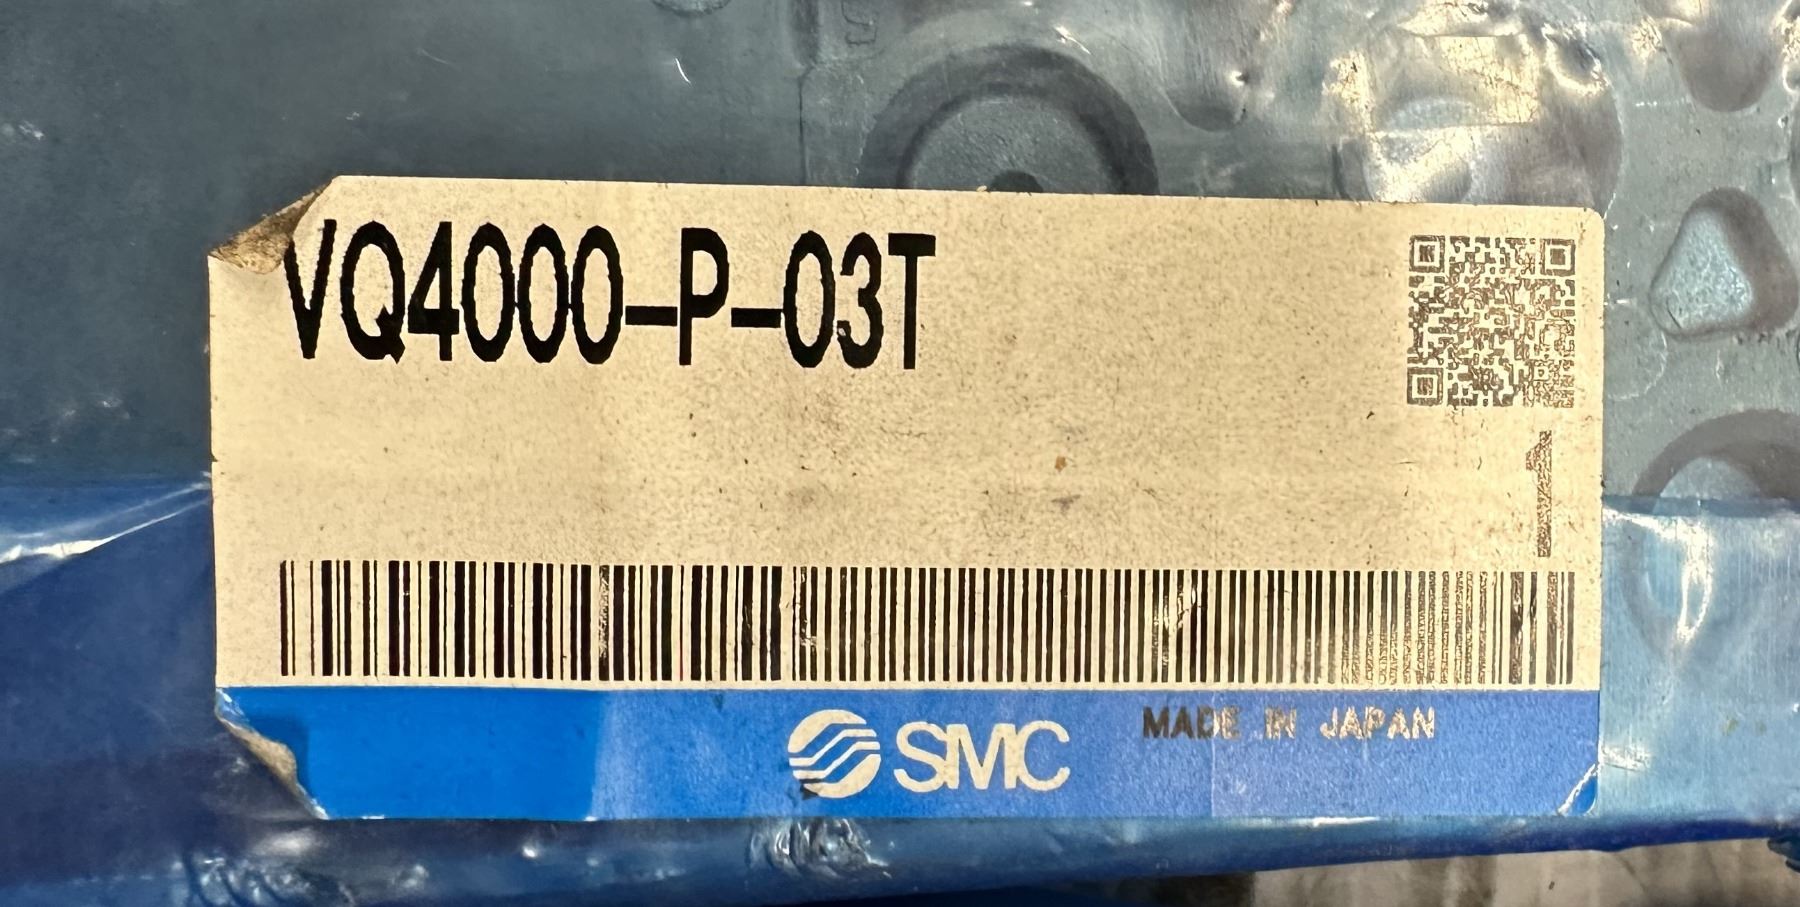 VQ4000-P-03T
1
SMC
MADE IN JAPAN